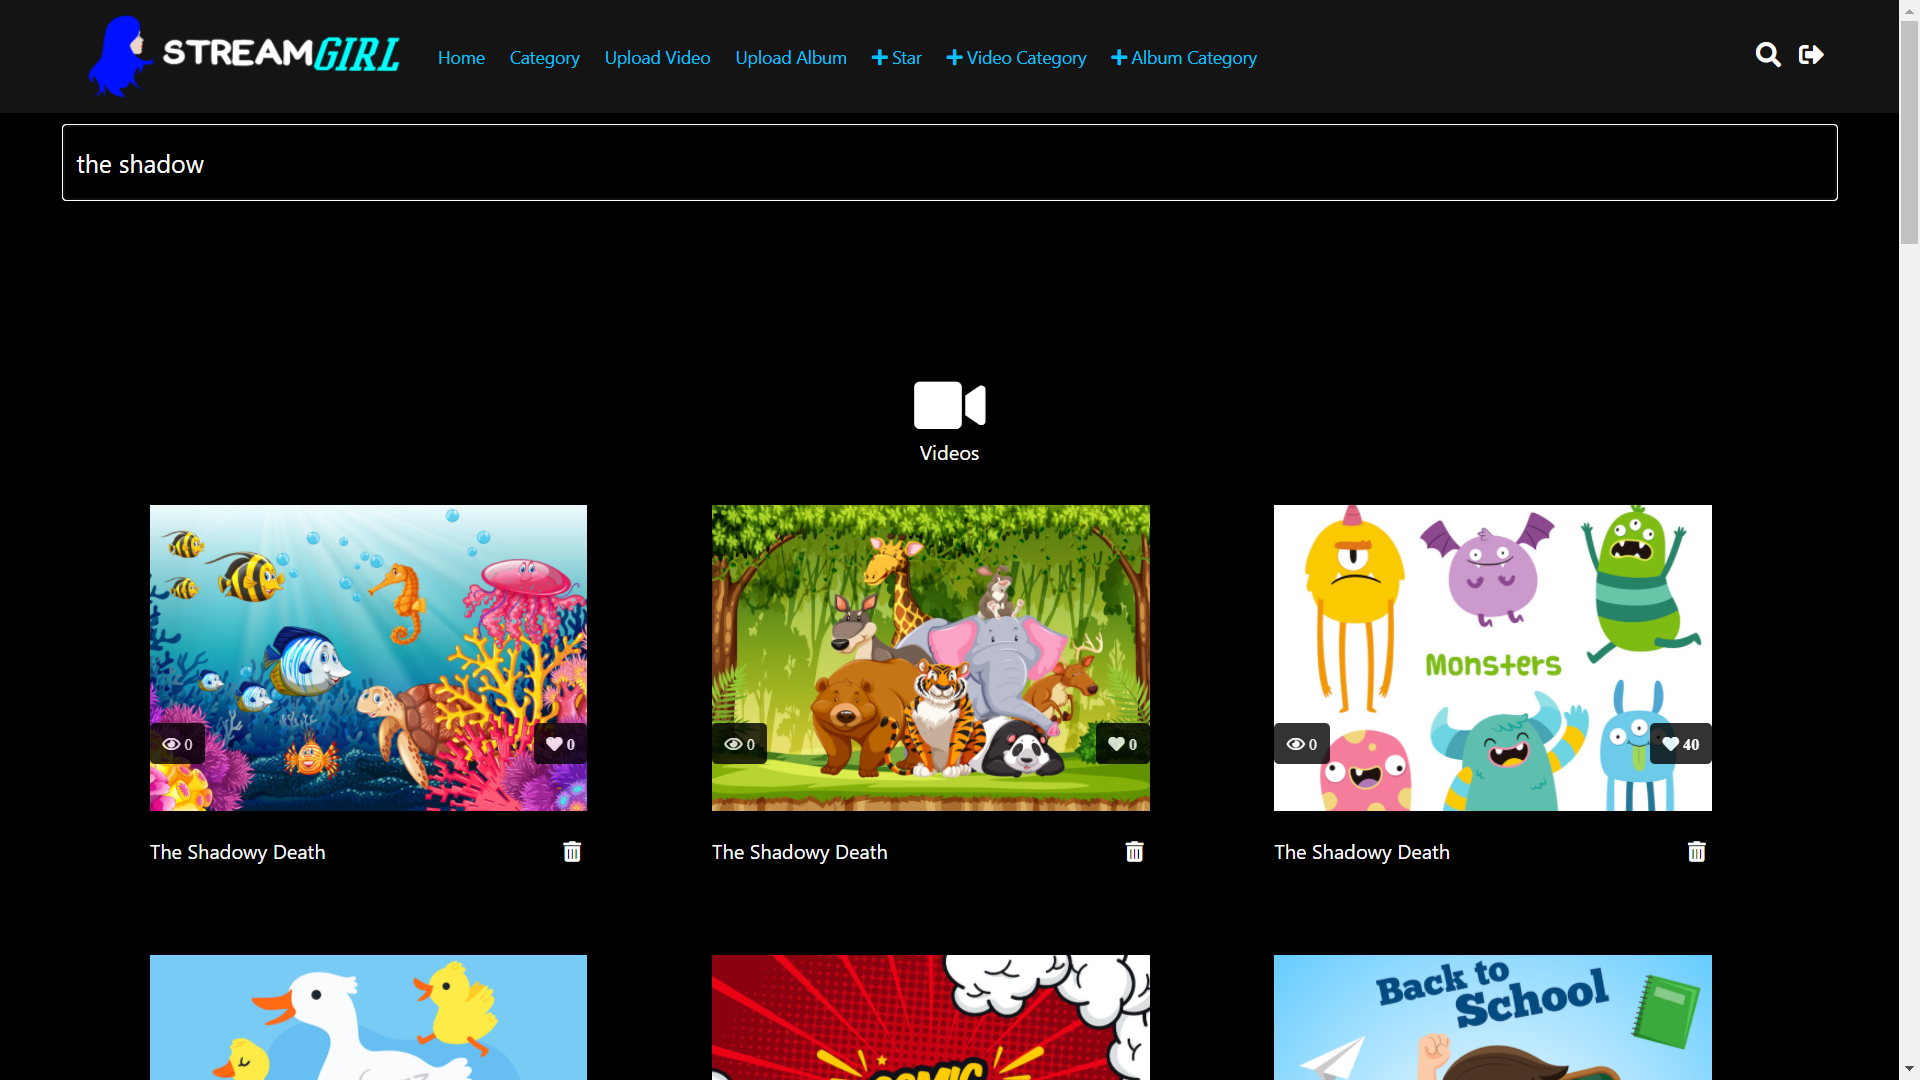 STREAMGIRL
Home Category Upload Video Upload Album Star Video Category Album Category
the shadow
Videos
0 0 0 0
Monsters
0 40
The Shadowy Death The Shadowy Death The Shadowy Death
Back to
School
COMIC